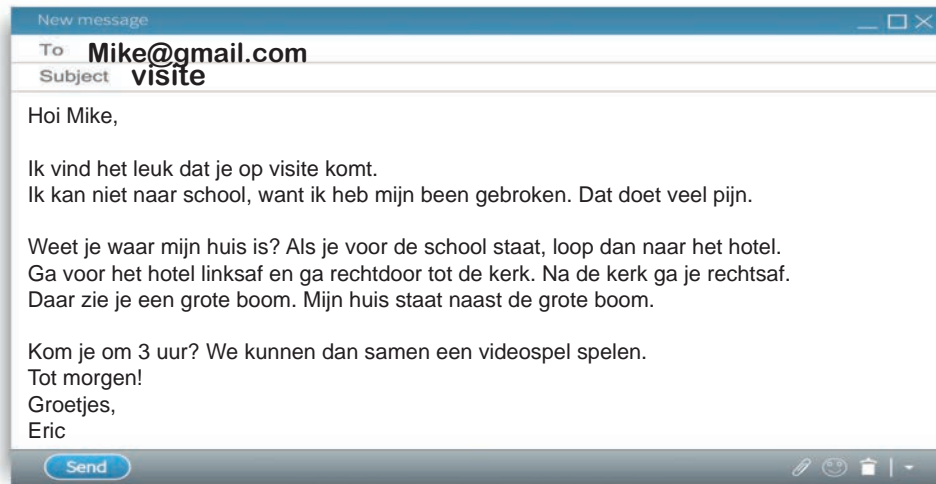 New message
To Mike@gmail.com
Subject visite
Hoi Mike,
Ik vind het leuk dat je op visite komt.
Ik kan niet naar school, want ik heb mijn been gebroken. Dat doet veel pijn.
Weet je waar mijn huis is? Als je voor de school staat, loop dan naar het hotel.
Ga voor het hotel linksaf en ga rechtdoor tot de kerk. Na de kerk ga je rechtsaf.
Daar zie je een grote boom. Mijn huis staat naast de grote boom.
Kom je om 3 uur? We kunnen dan samen een videospel spelen.
Tot morgen!
Groetjes,
Eric
Send